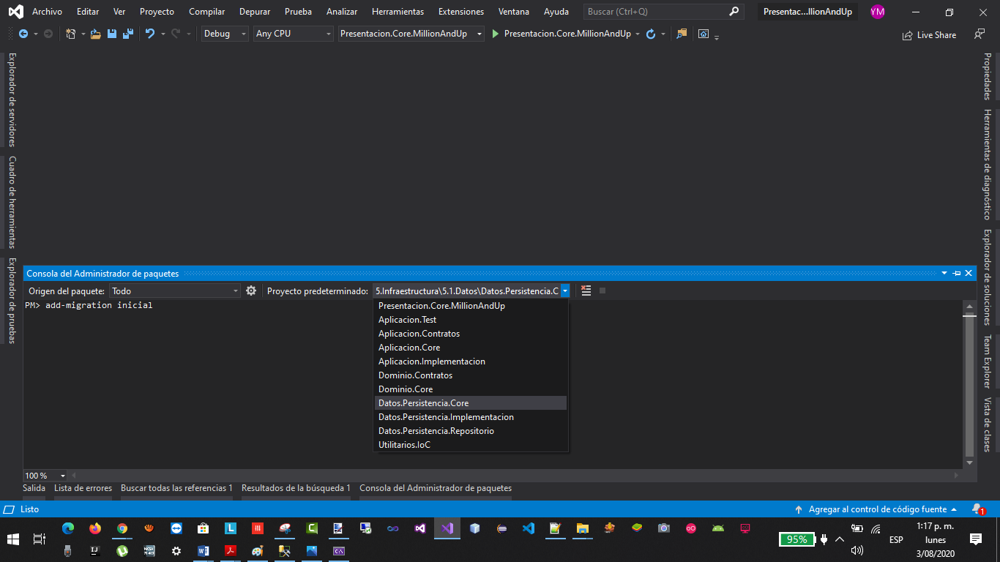 Archivo Editar Ver Proyecto Compilar Depurar Prueba Analizar Herramientas Extensiones Ventana Ayuda Buscar (Ctrl+Q) Presentac...llionAndUp YM
Debug Any CPU Presentacion.Core.MillionAndUp Presentacion.Core.MillionAndUp Live Share
Explorador de servidores
Cuadro de herramientas
Explorador de pruebas
Propiedades
Herramientas de diagnóstico
Explorador de soluciones
Team Explorer
Vista de clases
Consola del Administrador de paquetes
Origen del paquete: Todo Proyecto predeterminado: 5.Infraestructura\5.1.Datos\Datos.Persistencia.C
PM> add-migration inicial
Presentacion.Core.MillionAndUp
Aplicacion.Test
Aplicacion.Contratos
Aplicacion.Core
Aplicacion.Implementacion
Dominio.Contratos
Dominio.Core
Datos.Persistencia.Core
Datos.Persistencia.Implementacion
Datos.Persistencia.Repositorio
Utilitarios.IoC
100 %
Salida Lista de errores Buscar todas las referencias 1 Resultados de la búsqueda 1 Consola del Administrador de paquetes
Listo Agregar al control de código fuente 1
95% ESP
1:17 p. m.
lunes
3/08/2020